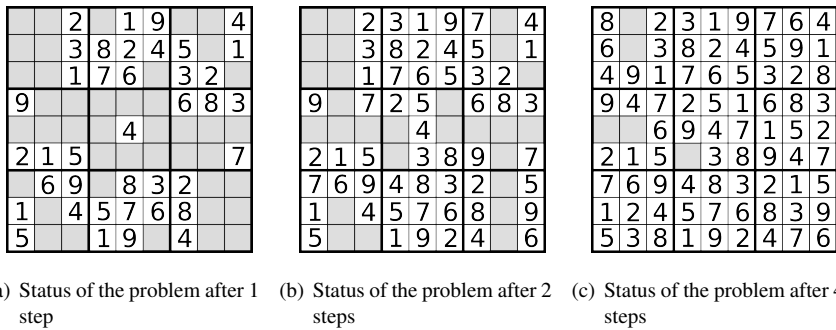 2 1 9 4
3 8 2 4 5 1
1 7 6 3 2
9 6 8 3
4
2 1 5 7
6 9 8 3 2
1 4 5 7 6 8
5 1 9 4
) Status of the problem after 1
step
2 3 1 9 7 4
3 8 2 4 5 1
1 7 6 5 3 2
9 7 2 5 6 8 3
4
2 1 5 3 8 9 7
7 6 9 4 8 3 2 5
1 4 5 7 6 8 9
5 1 9 2 4 6
(b) Status of the problem after 2
steps
8 2 3 1 9 7 6 4
6 3 8 2 4 5 9 1
4 9 1 7 6 5 3 2 8
9 4 7 2 5 1 6 8 3
6 9 4 7 1 5 2
2 1 5 3 8 9 4 7
7 6 9 4 8 3 2 1 5
1 2 4 5 7 6 8 3 9
5 3 8 1 9 2 4 7 6
(c) Status of the problem after
steps